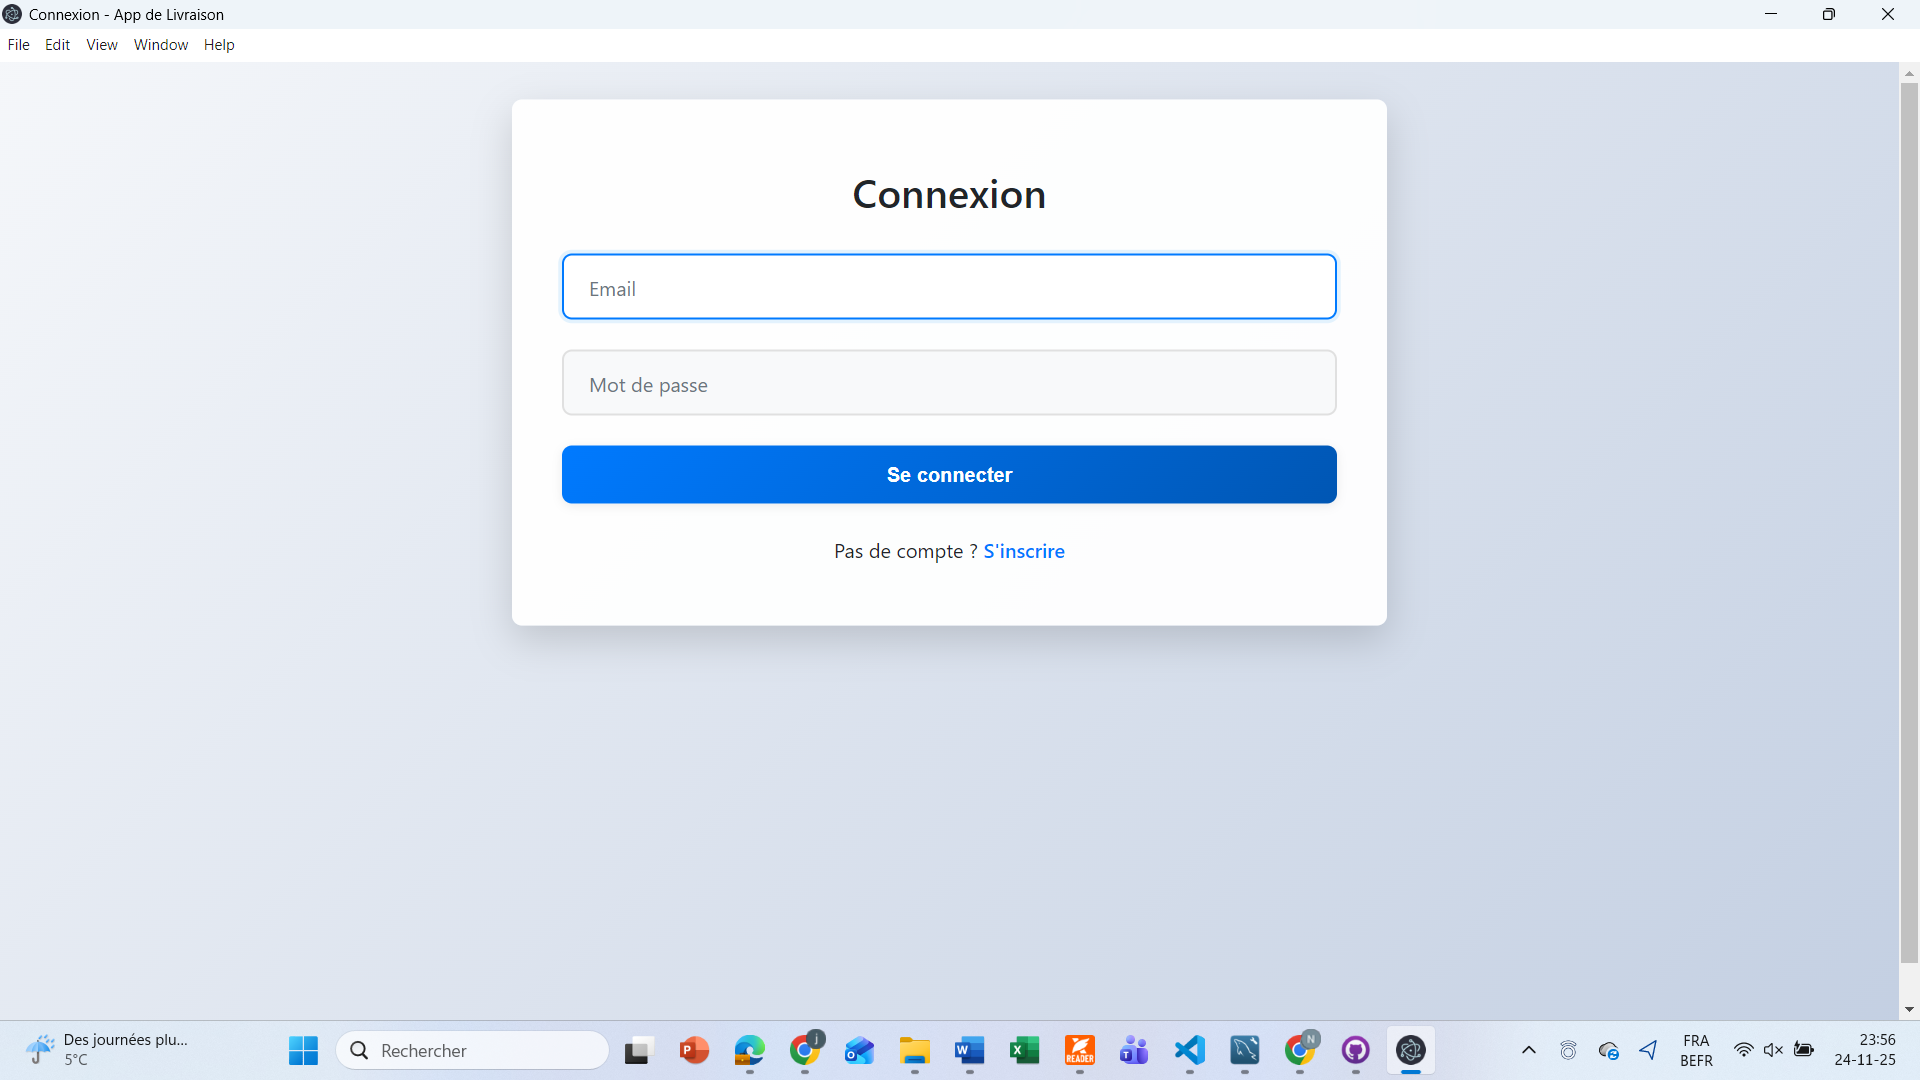 Connexion - App de Livraison
File Edit View Window Help
Connexion
Email
Mot de passe
Se connecter
Pas de compte ? S'inscrire
Des journées plu...
5°C
Rechercher
P
j
O
W
X
READER
T
N
FRA
BEFR
23:56
24-11-25